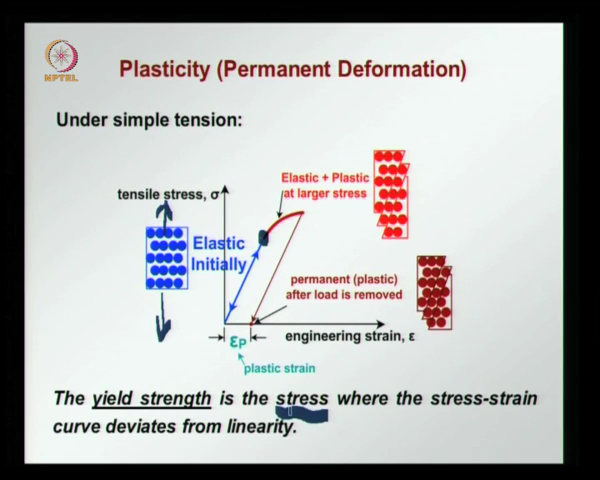 NPTEL
Plasticity (Permanent Deformation)
Under simple tension:
tensile stress, σ
Elastic + Plastic
at larger stress
Elastic
Initially
permanent (plastic)
after load is removed
engineering strain, ε
εP
plastic strain
The yield strength is the stress where the stress-strain
curve deviates from linearity.